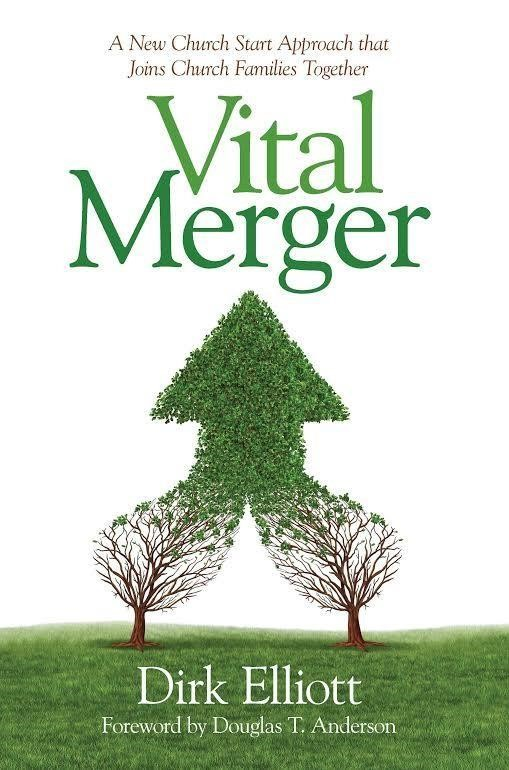 A New Church Start Approach that
Joins Church Families Together
Vital
Merger
Dirk Elliott
Foreword by Douglas T. Anderson